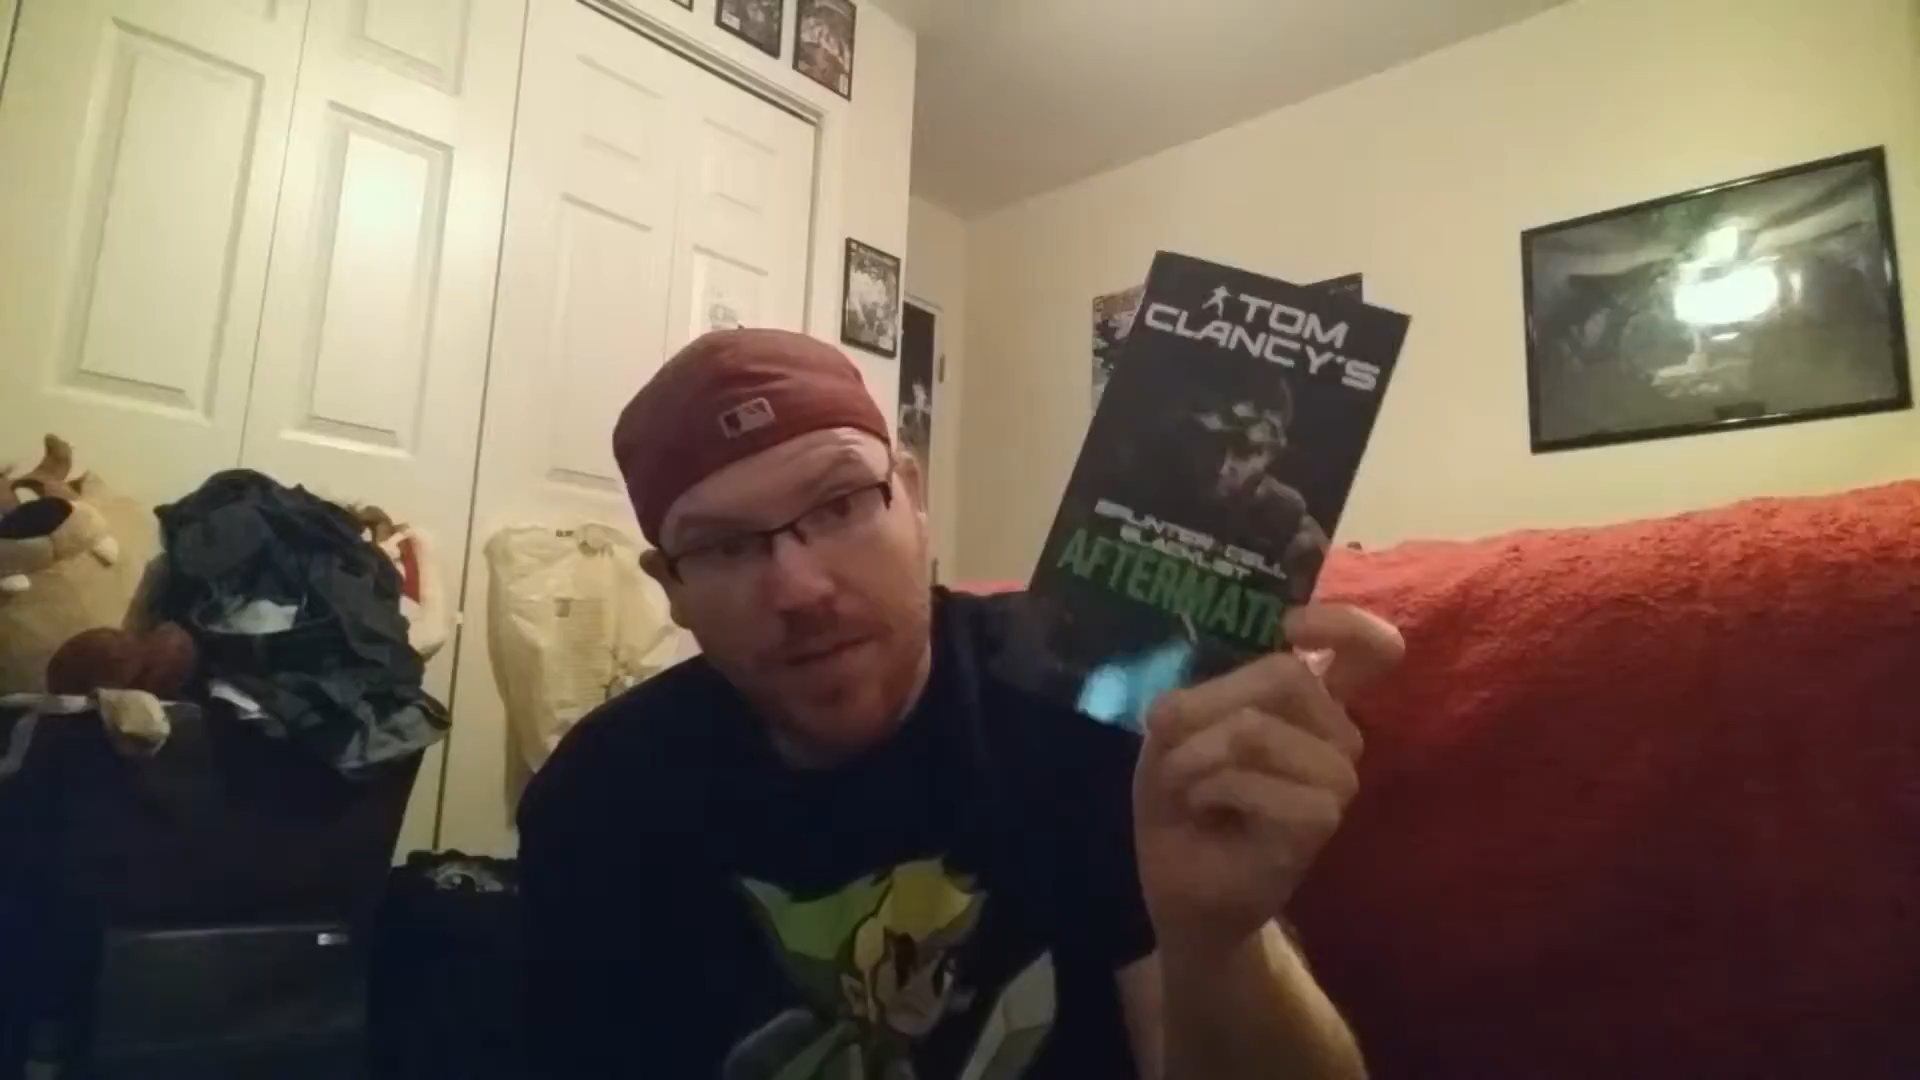 TOM
CLANCY'S
SPLINTER CELL
BLACKLIST
AFTERMATH